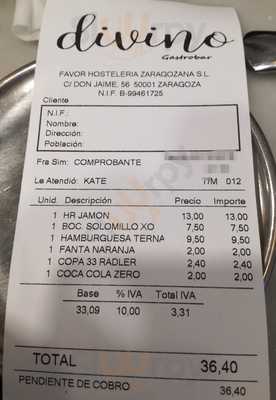 divino
Gastrobar
FAVOR HOSTELERIA ZARAGOZANA S.L.
C/ DON JAIME, 56 50001 ZARAGOZA
N.I.F. B-99461725
Cliente
N.I.F.:
Nombre:
Dirección:
Población:
Fra Sim: COMPROBANTE
Le Atendió: KATE 77M 012
Unid. Descripción Precio Importe
1 HR JAMON 13,00 13,00
1 BOC. SOLOMILLO XO 7,50 7,50
1 HAMBURGUESA TERNA 9,50 9,50
1 FANTA NARANJA 2,00 2,00
1 COPA 33 RADLER 2,40 2,40
1 COCA COLA ZERO 2,00 2,00
Base % IVA Total IVA
33,09 10,00 3,31
TOTAL 36,40
PENDIENTE DE COBRO 36,40